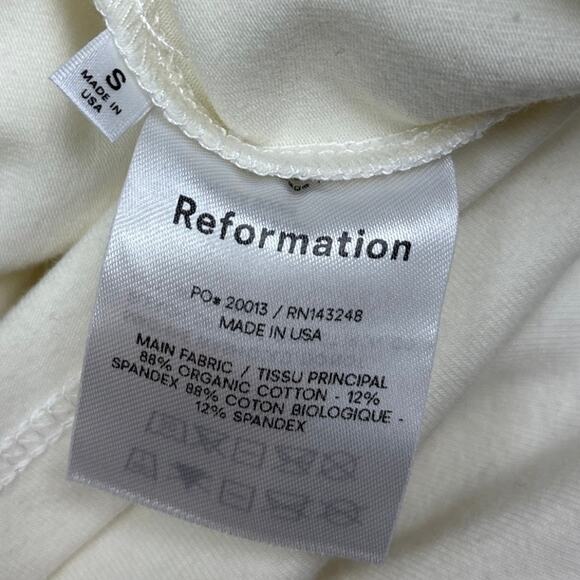 S
MADE IN
USA
Reformation
PO# 20013 / RN143248
MADE IN USA
MAIN FABRIC / TISSU PRINCIPAL
88% ORGANIC COTTON - 12%
SPANDEX 88% COTON BIOLOGIQUE -
12% SPANDEX